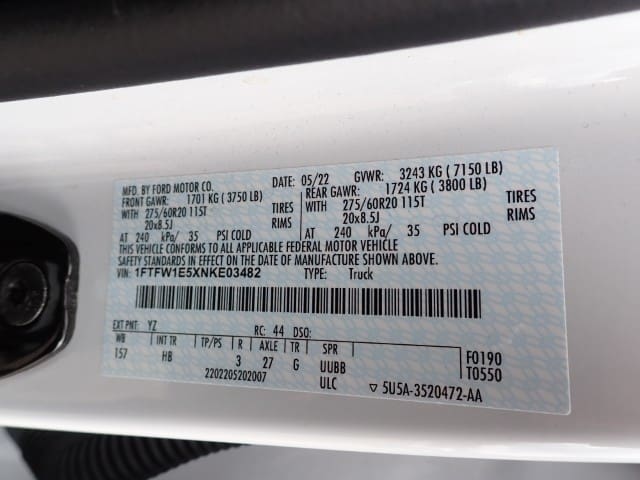 MFD. BY FORD MOTOR CO. DATE: 05/22 GVWR: 3243 KG ( 7150 LB)
FRONT GAWR: 1701 KG ( 3750 LB) REAR GAWR: 1724 KG ( 3800 LB)
WITH 275/60R20 115T TIRES WITH 275/60R20 115T TIRES
20x8.5J RIMS 20x8.5J RIMS
AT 240 kPa/ 35 PSI COLD AT 240 kPa/ 35 PSI COLD
THIS VEHICLE CONFORMS TO ALL APPLICABLE FEDERAL MOTOR VEHICLE
SAFETY STANDARDS IN EFFECT ON THE DATE OF MANUFACTURE SHOWN ABOVE.
VIN: 1FTFW1E5XNKE03482 TYPE: Truck
EXT PNT: YZ RC: 44 DSO:
WB INT TR TP/PS R AXLE TR SPR F0190
157 HB 3 27 G UUBB T0550
2202205202007 ULC ▽ 5U5A-3520472-AA